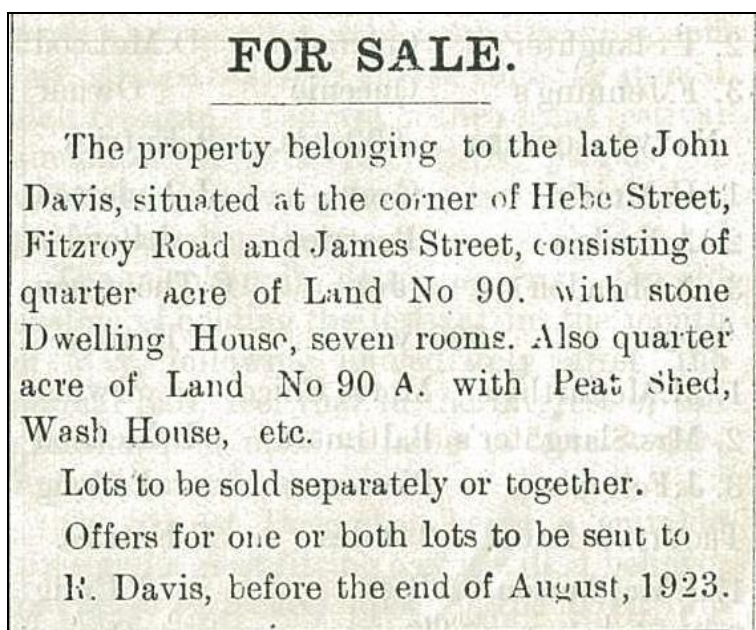 FOR SALE.
The property belonging to the late John
Davis, situated at the corner of Hebe Street,
Fitzroy Road and James Street, consisting of
quarter acre of Land No 90. with stone
Dwelling House, seven rooms. Also quarter
acre of Land No 90 A. with Peat Shed,
Wash House, etc.
Lots to be sold separately or together.
Offers for one or both lots to be sent to
Davis, before the end of August, 1923.